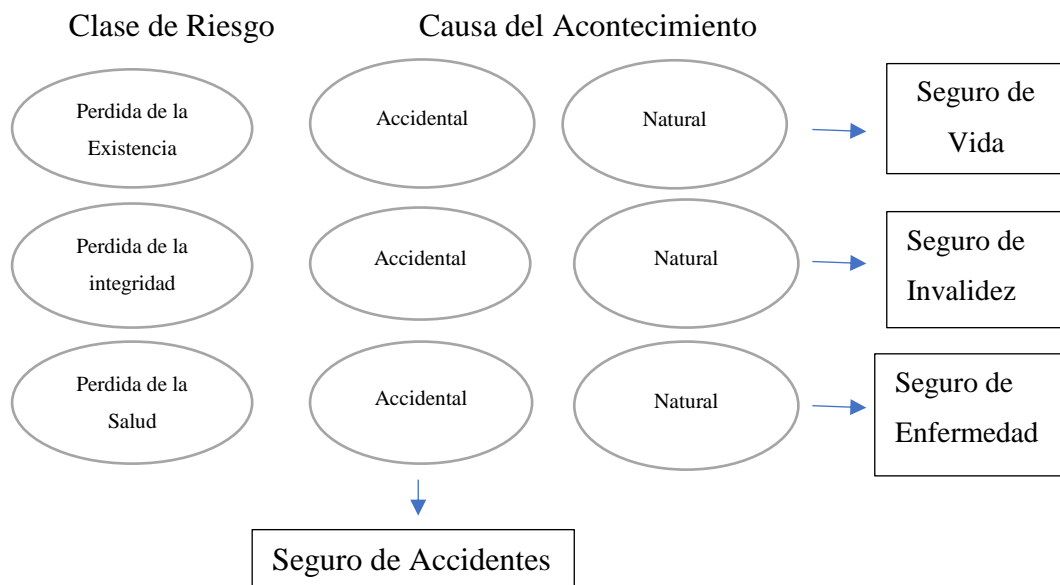 Clase de Riesgo
Causa del Acontecimiento
Perdida de la
Existencia
Accidental
Natural
Seguro de
Vida
Perdida de la
integridad
Accidental
Natural
Seguro de
Invalidez
Perdida de la
Salud
Accidental
Natural
Seguro de
Enfermedad
Seguro de Accidentes